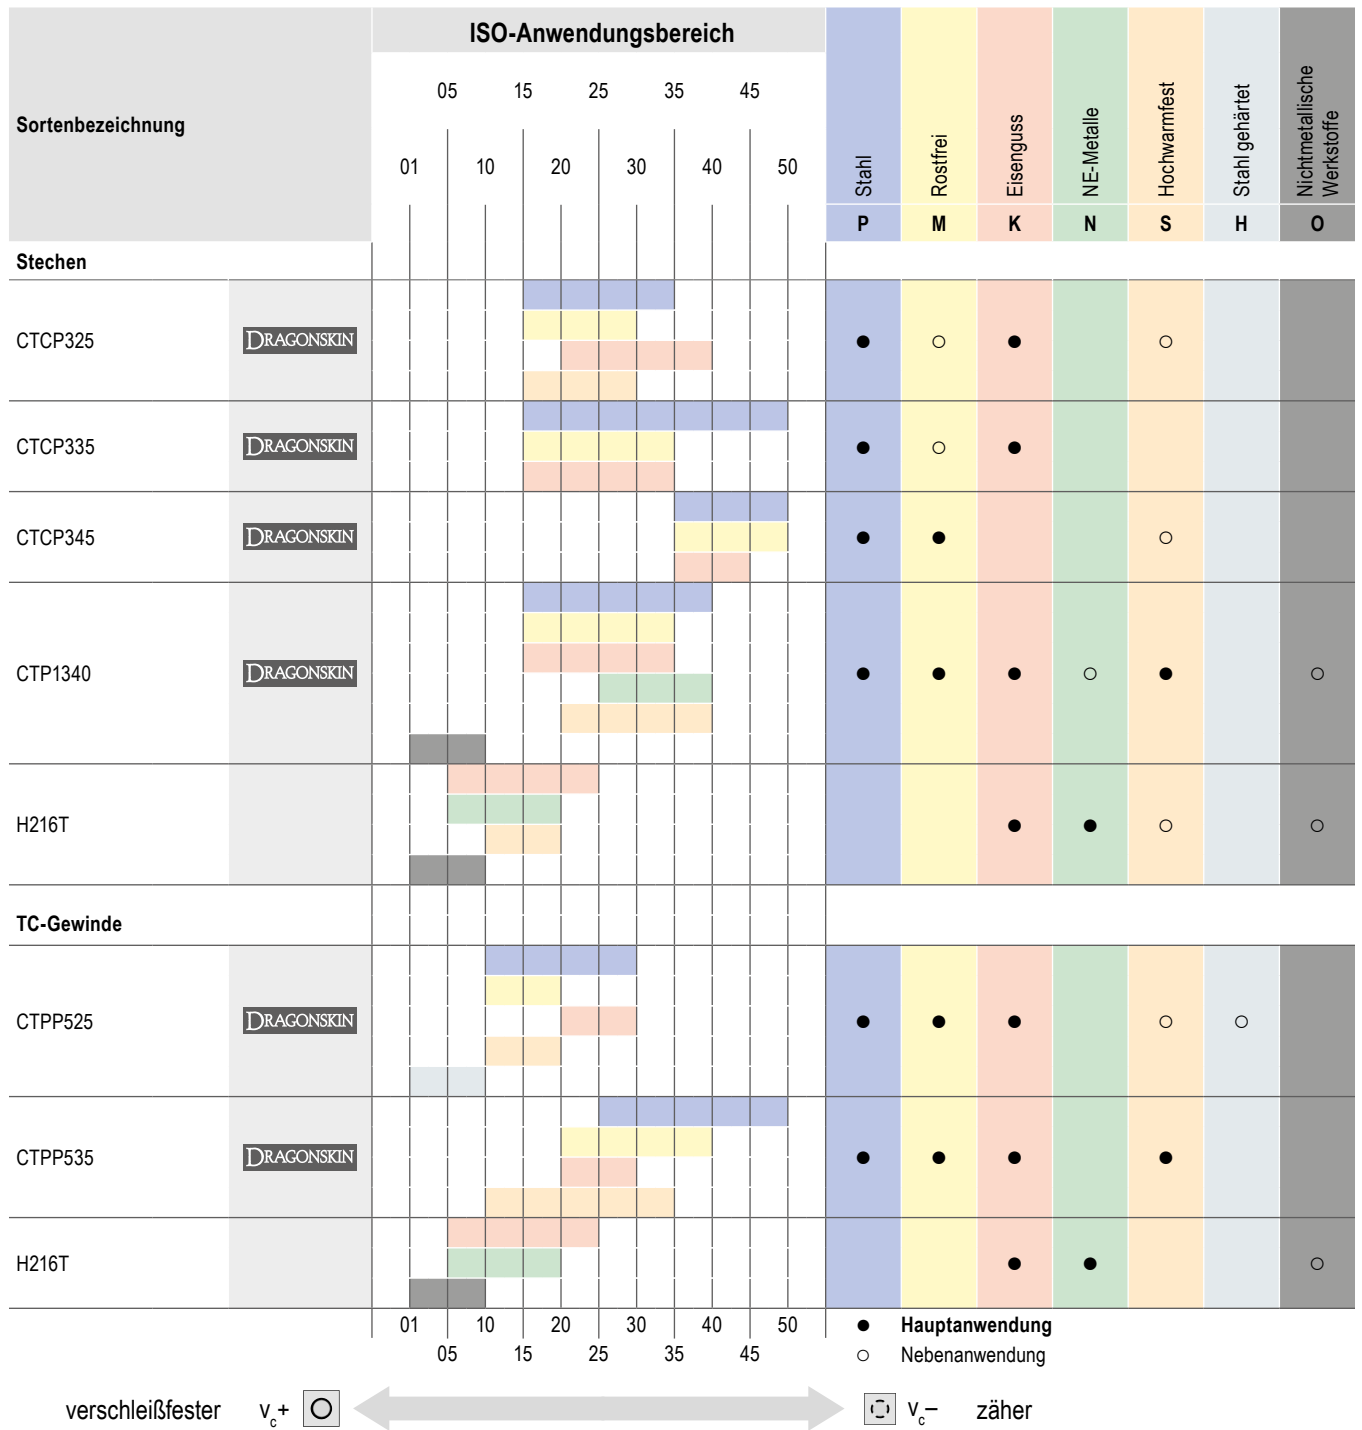 ISO-Anwendungsbereich
05 15 25 35 45
Sortenbezeichnung
01 10 20 30 40 50
Stahl
Rostfrei
Eisenguss
NE-Metalle
Hochwarmfest
Stahl gehärtet
Nichtmetallische
Werkstoffe
P M K N S H O
Stechen
CTCP325 DRAGONSKIN ● ○ ● ○
CTCP335 DRAGONSKIN ● ○ ●
CTCP345 DRAGONSKIN ● ● ○
CTP1340 DRAGONSKIN ● ● ● ○ ● ○
H216T ● ● ○ ○
TC-Gewinde
CTPP525 DRAGONSKIN ● ● ● ○ ○
CTPP535 DRAGONSKIN ● ● ● ●
H216T ● ● ○
01 10 20 30 40 50
05 15 25 35 45
● Hauptanwendung
○ Nebenanwendung
verschleißfester vc+ vc– zäher